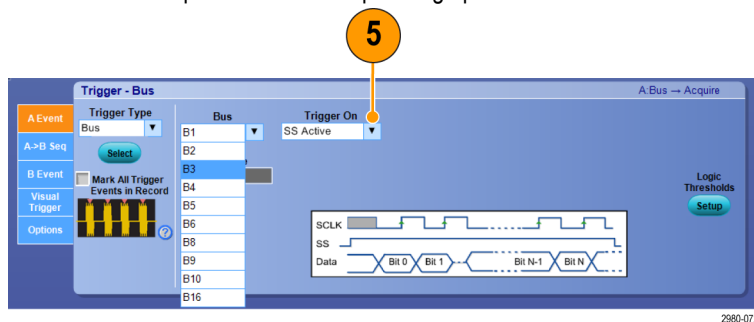 5
Trigger - Bus
A:Bus → Acquire
A Event
A->B Seq
B Event
Visual
Trigger
Options
Trigger Type
Bus
Select
Mark All Trigger
Events in Record
?
Bus
B1
B2
B3
B4
B5
B6
B8
B9
B10
B16
Trigger On
SS Active
SCLK
SS
Data
Bit 0
Bit 1
Bit N-1
Bit N
Logic
Thresholds
Setup